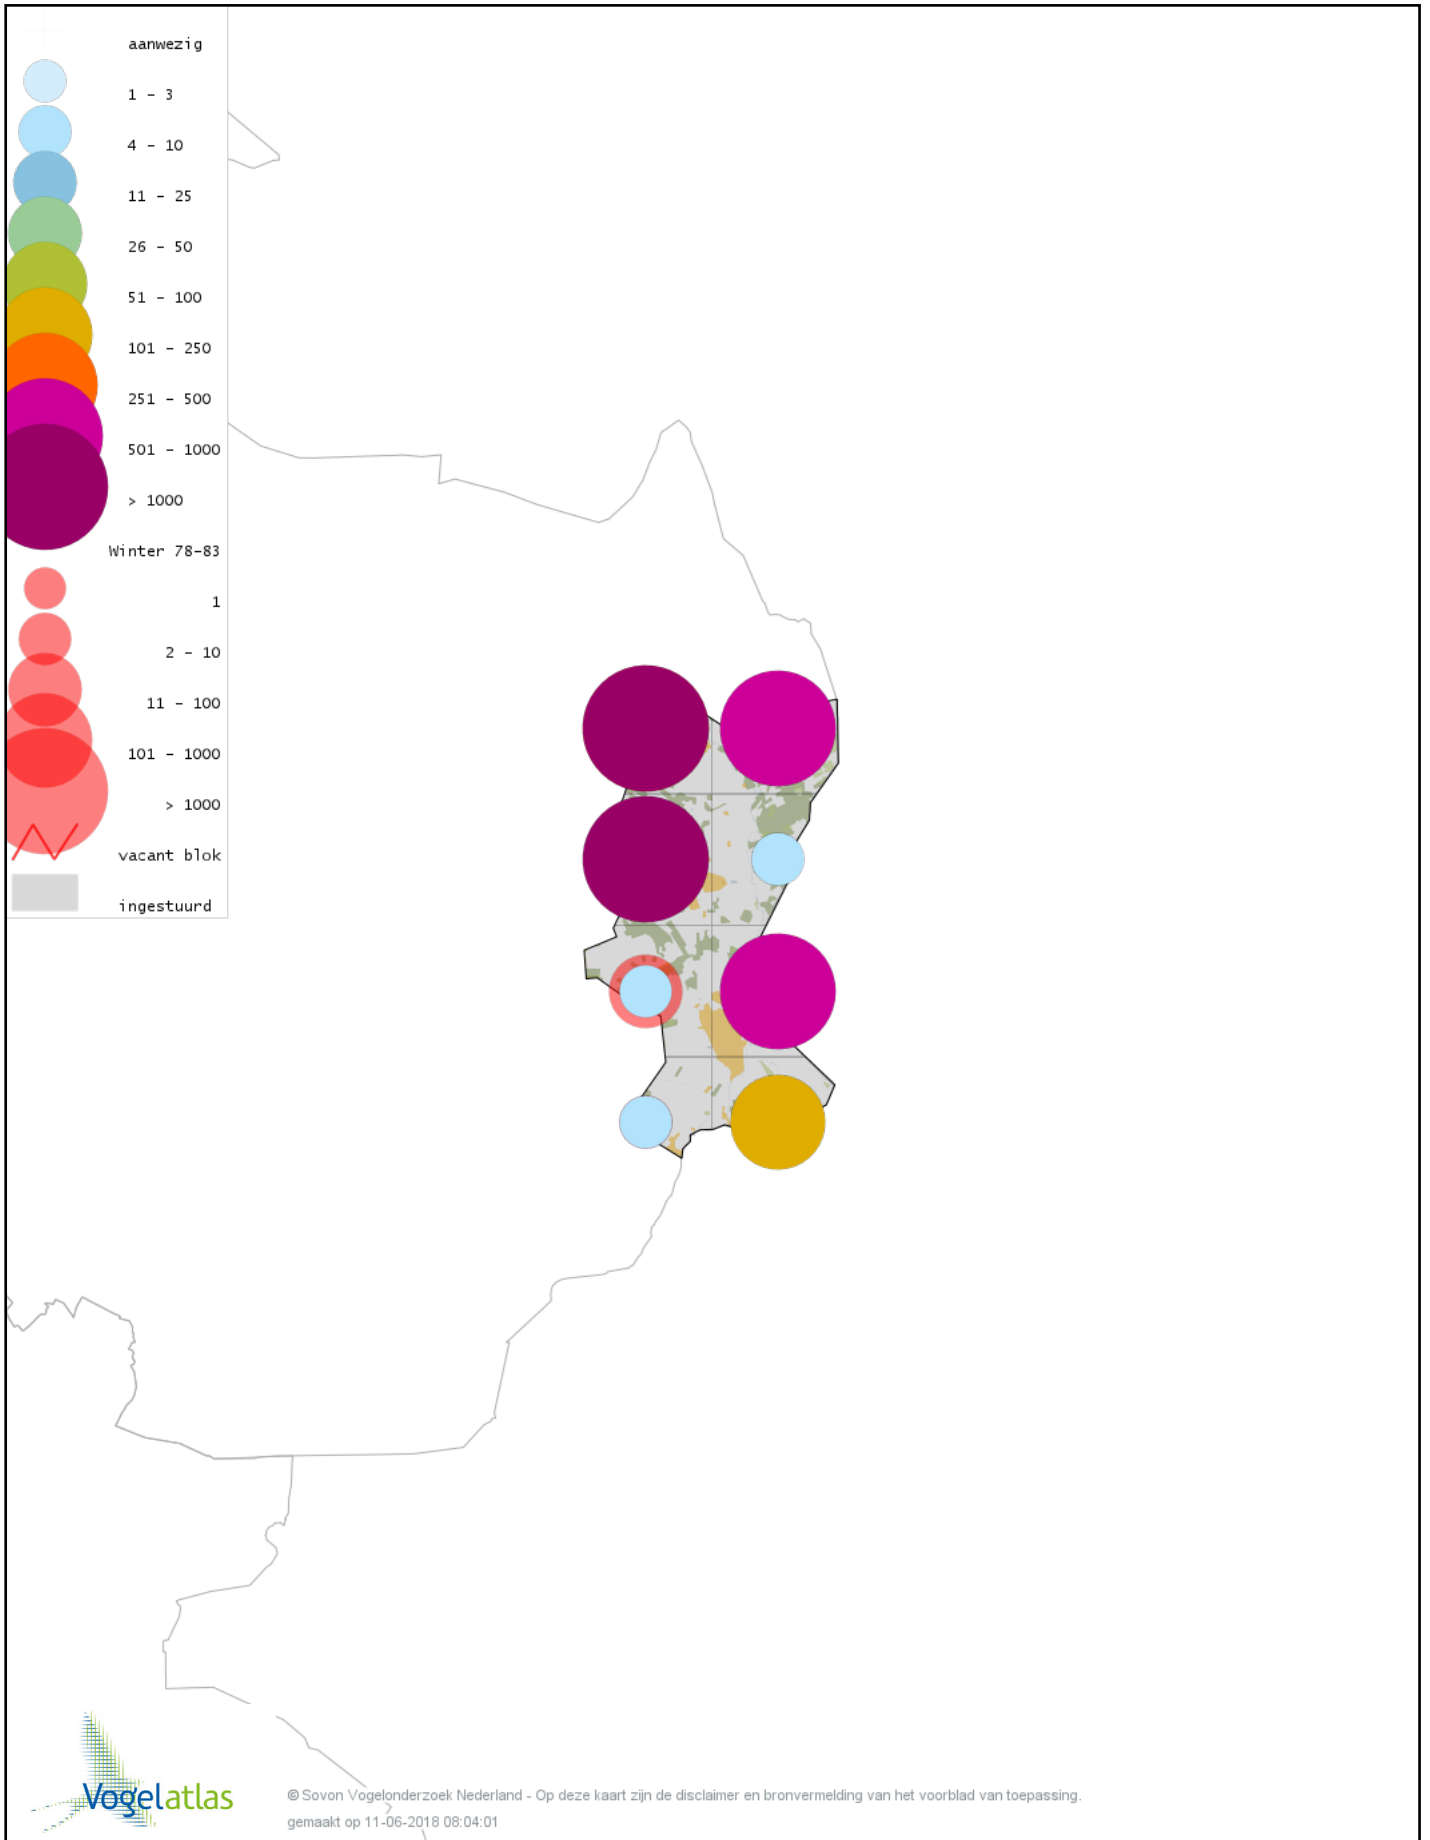 aanwezig
1 - 3
4 - 10
11 - 25
26 - 50
51 - 100
101 - 250
251 - 500
501 - 1000
> 1000
Winter 78-83
1
2 - 10
11 - 100
101 - 1000
> 1000
vacant blok
ingestuurd
Vogelatlas
© Sovon Vogelonderzoek Nederland - Op deze kaart zijn de disclaimer en bronvermelding van het voorblad van toepassing.
gemaakt op 11-06-2018 08:04:01